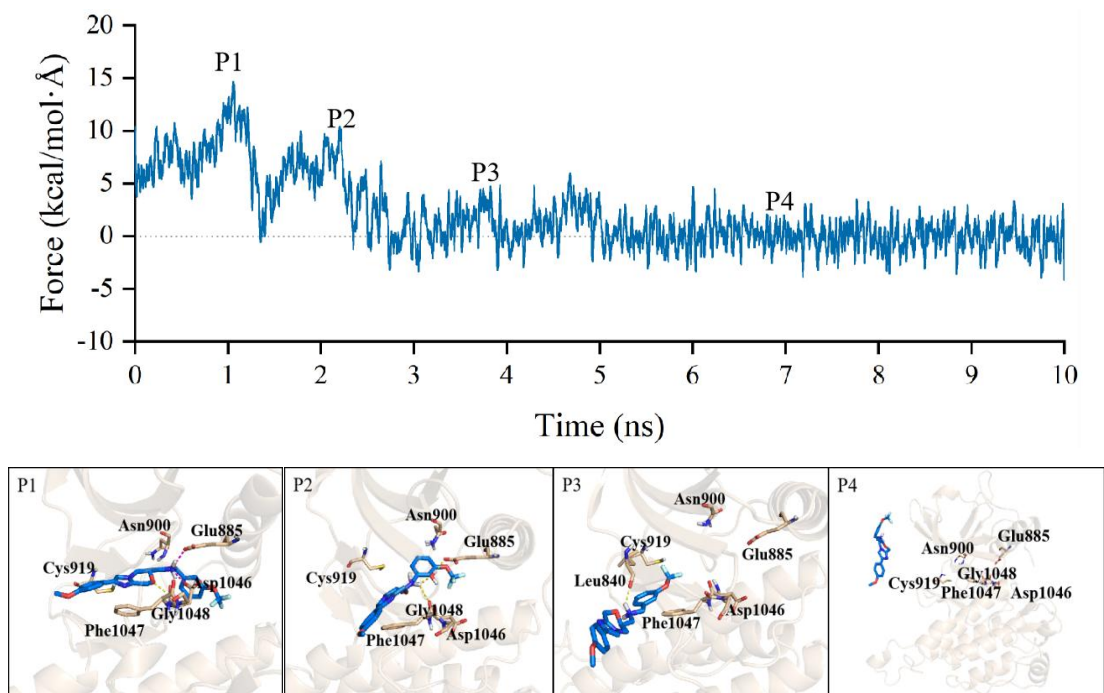 20
15
10
5
0
-5
-10
Force (kcal/mol·Å)
P1
P2
P3
P4
0 1 2 3 4 5 6 7 8 9 10
Time (ns)
P1
Asn900
Glu885
Cys919
Asp1046
Gly1048
Phe1047
P2
Asn900
Glu885
Cys919
Gly1048
Phe1047
Asp1046
P3
Asn900
Cys919
Glu885
Leu840
Phe1047
Asp1046
P4
Glu885
Asn900
Gly1048
Cys919
Phe1047
Asp1046